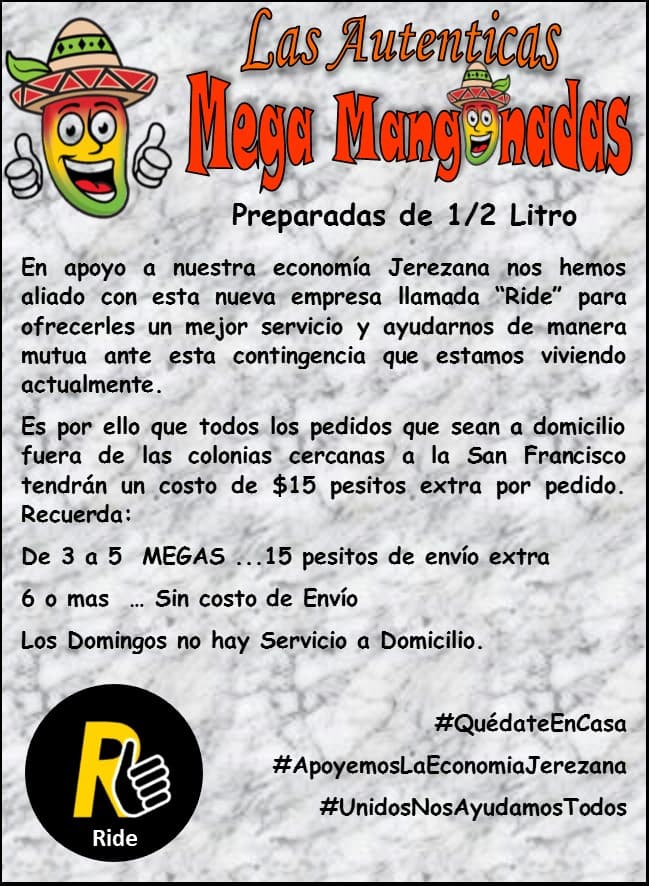 Las Autenticas
Mega Mangonadas
Preparadas de 1/2 Litro
En apoyo a nuestra economía Jerezana nos hemos
aliado con esta nueva empresa llamada “Ride” para
ofrecerles un mejor servicio y ayudarnos de manera
mutua ante esta contingencia que estamos viviendo
actualmente.
Es por ello que todos los pedidos que sean a domicilio
fuera de las colonias cercanas a la San Francisco
tendrán un costo de $15 pesitos extra por pedido.
Recuerda:
De 3 a 5 MEGAS ...15 pesitos de envío extra
6 o mas … Sin costo de Envío
Los Domingos no hay Servicio a Domicilio.
#QuédateEnCasa
#ApoyemosLaEconomiaJerezana
#UnidosNosAyudamosTodos
R
Ride